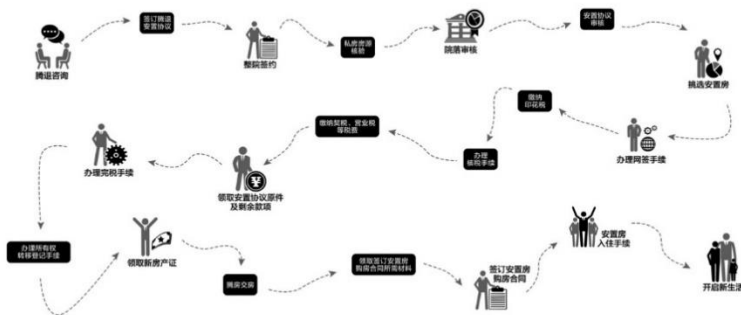 腾退咨询
签订腾退
安置协议
整院签约
私房房源
核验
院落审核
安置协议
审核
挑选安置房
办理网签手续
缴纳
印花税
办理
核税手续
缴纳契税、营业税
等税费
领取安置协议原件
及剩余款项
办理完税手续
办理所有权
转移登记手续
领取新房产证
腾房交房
领取签订安置房
购房合同所需材料
签订安置房
购房合同
安置房
入住手续
开启新生活